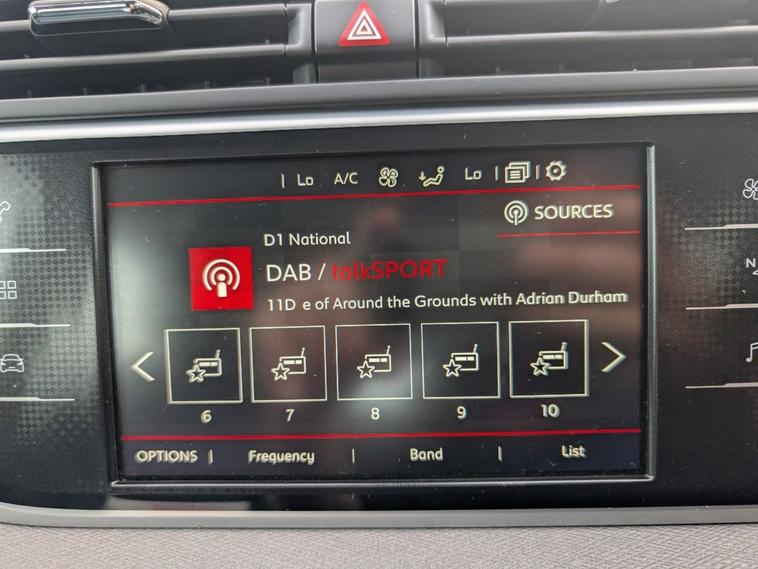 Lo A/C Lo
SOURCES
D1 National
DAB / talkSPORT
11D e of Around the Grounds with Adrian Durham
6 7 8 9 10
OPTIONS Frequency Band List
N